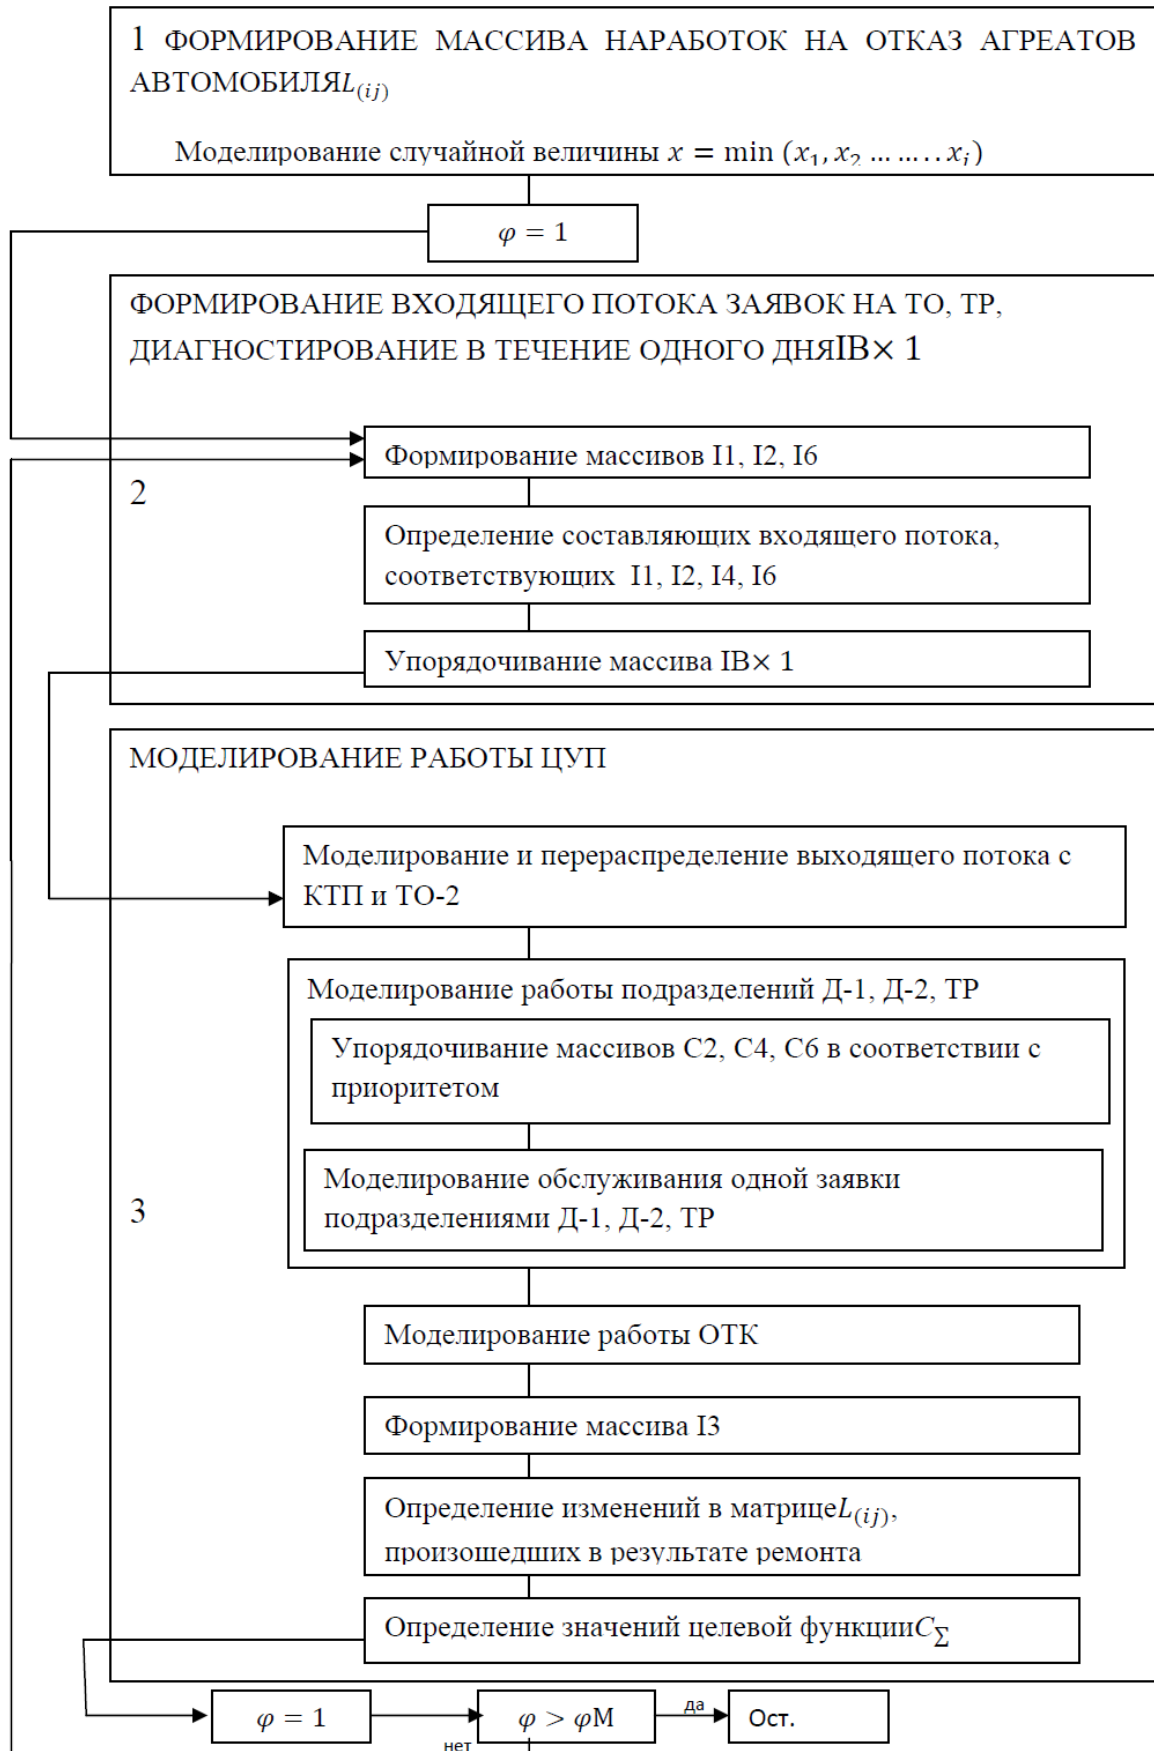 1 ФОРМИРОВАНИЕ МАССИВА НАРАБОТОК НА ОТКАЗ АГРЕАТОВ
АВТОМОБИЛЯL(ij)
Моделирование случайной величины x = min (x1, x2 … … . . xi)
φ = 1
ФОРМИРОВАНИЕ ВХОДЯЩЕГО ПОТОКА ЗАЯВОК НА ТО, ТР,
ДИАГНОСТИРОВАНИЕ В ТЕЧЕНИЕ ОДНОГО ДНЯIВ× 1
Формирование массивов I1, I2, I6
2
Определение составляющих входящего потока,
соответствующих I1, I2, I4, I6
Упорядочивание массива IВ× 1
МОДЕЛИРОВАНИЕ РАБОТЫ ЦУП
Моделирование и перераспределение выходящего потока с
КТП и ТО-2
Моделирование работы подразделений Д-1, Д-2, ТР
Упорядочивание массивов С2, С4, С6 в соответствии с
приоритетом
Моделирование обслуживания одной заявки
подразделениями Д-1, Д-2, ТР
3
Моделирование работы ОТК
Формирование массива I3
Определение изменений в матрицеL(ij),
произошедших в результате ремонта
Определение значений целевой функцииCΣ
φ = 1
φ > φМ
да
Ост.
нет